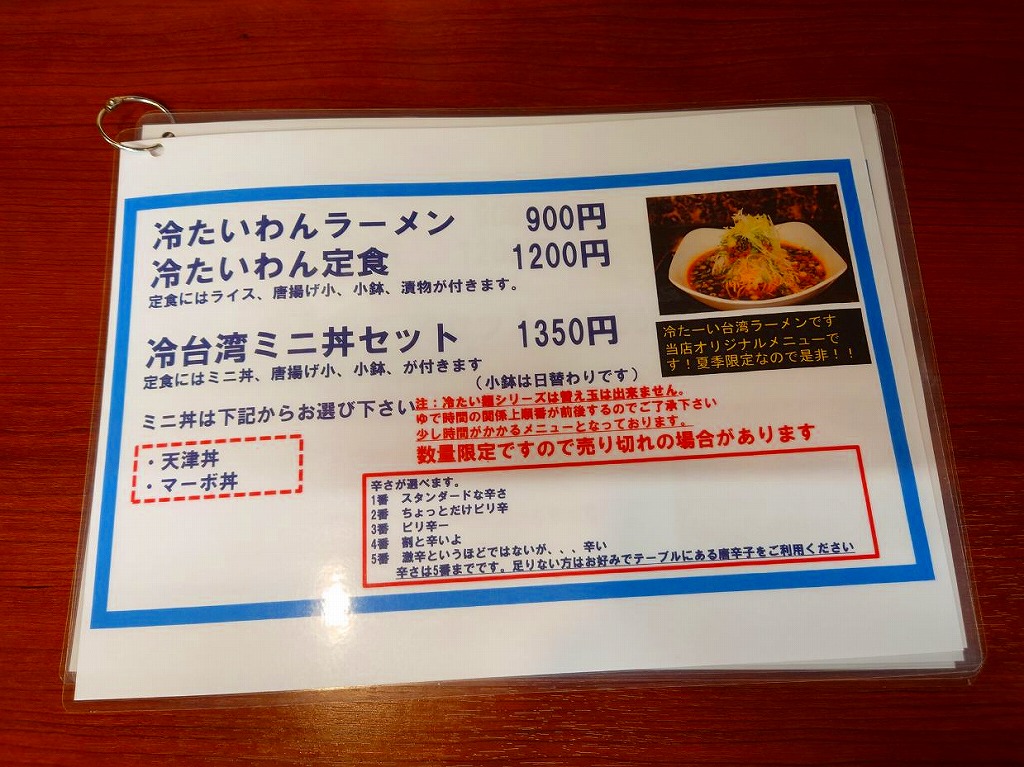 冷たいわんラーメン 900円
冷たいわん定食 1200円
定食にはライス、唐揚げ小、小鉢、漬物が付きます。
冷たーい台湾ラーメンです
当店オリジナルメニューで
す！夏季限定なので是非！！
冷台湾ミニ丼セット 1350円
定食にはミニ丼、唐揚げ小、小鉢、が付きます
（小鉢は日替わりです）
ミニ丼は下記からお選び下さい
・天津丼
・マーボ丼
注：冷たい麺シリーズは替え玉は出来ません。
ゆで時間の関係上順番が前後するのでご了承下さい
少し時間がかかるメニューとなっております。
数量限定ですので売り切れの場合があります
辛さが選べます。
1番 スタンダードな辛さ
2番 ちょっとだけピリ辛
3番 ピリ辛ー
4番 割と辛いよ
5番 激辛というほどではないが、、、辛い
辛さは5番までです。足りない方はお好みでテーブルにある唐辛子をご利用ください